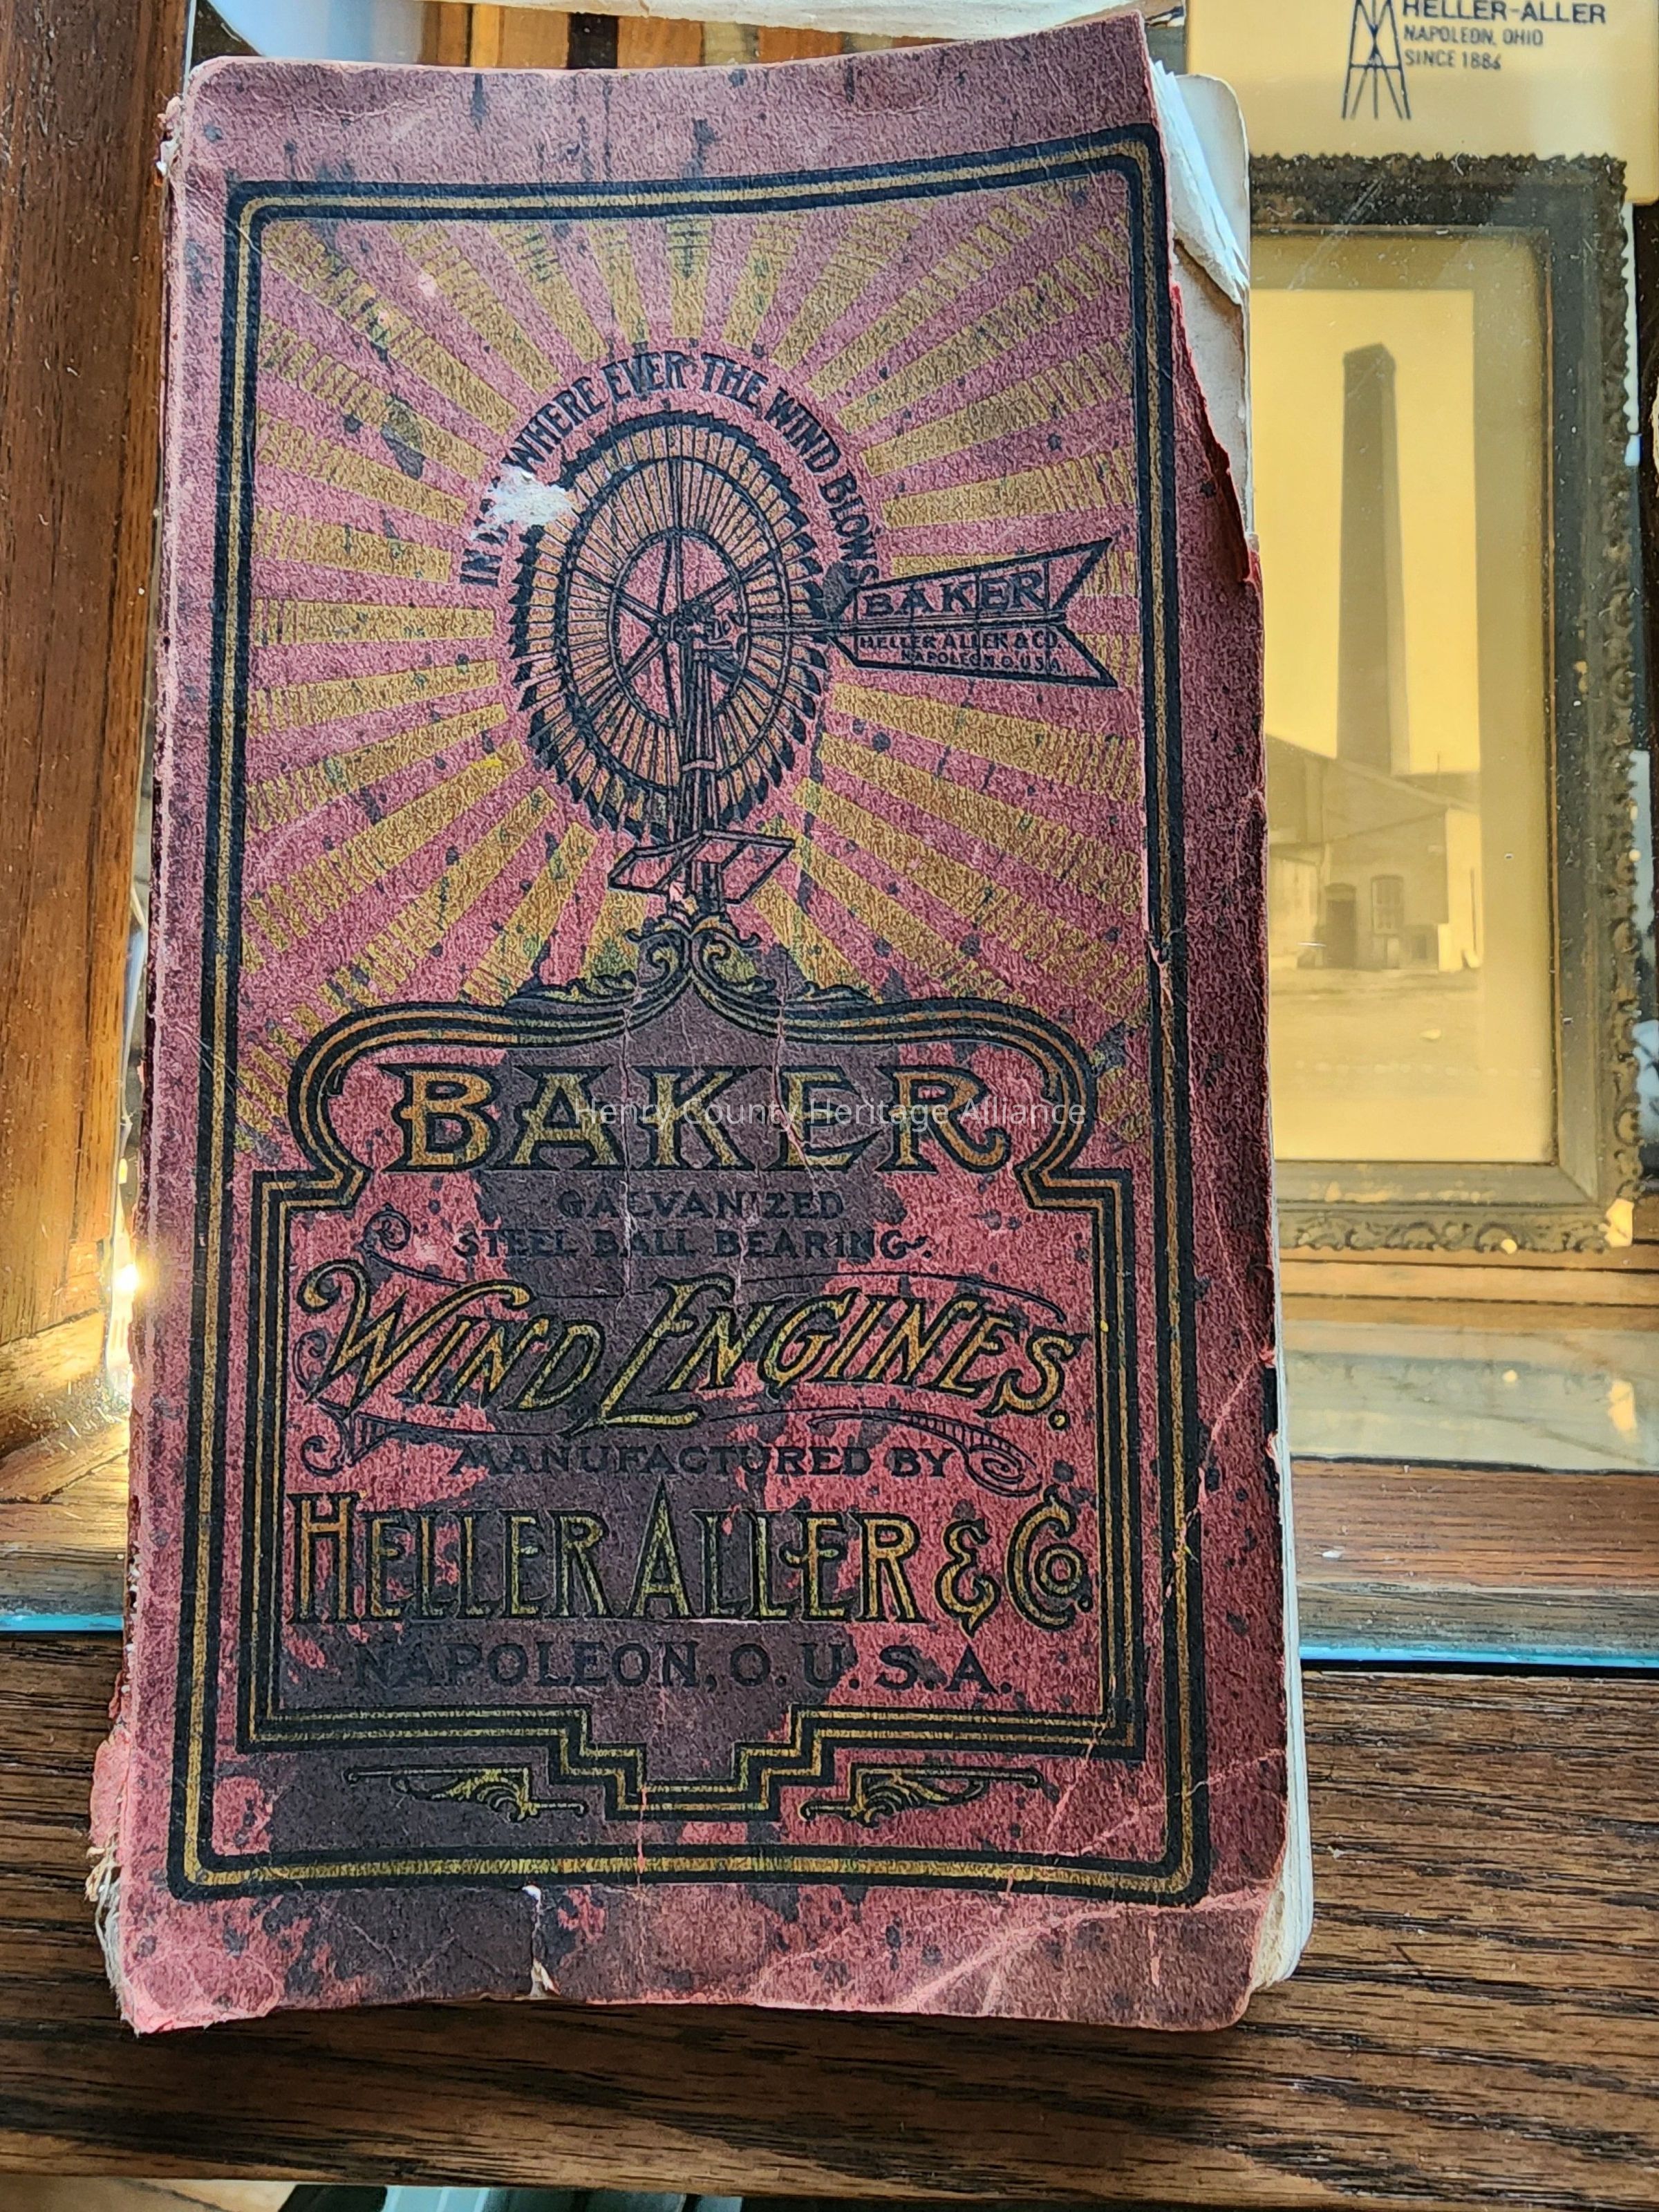 HELLER-ALLER
NAPOLEON, OHIO
SINCE 1886
IN WHERE EVER THE WIND BLOWS
BAKER
HELLER ALLER & CO.
NAPOLEON, O. U.S.A.
BAKER
Henry County Heritage Alliance
GALVANIZED
STEEL BALL BEARING
WIND ENGINES.
MANUFACTURED BY
HELLER ALLER & Co.
NAPOLEON, O. U. S. A.